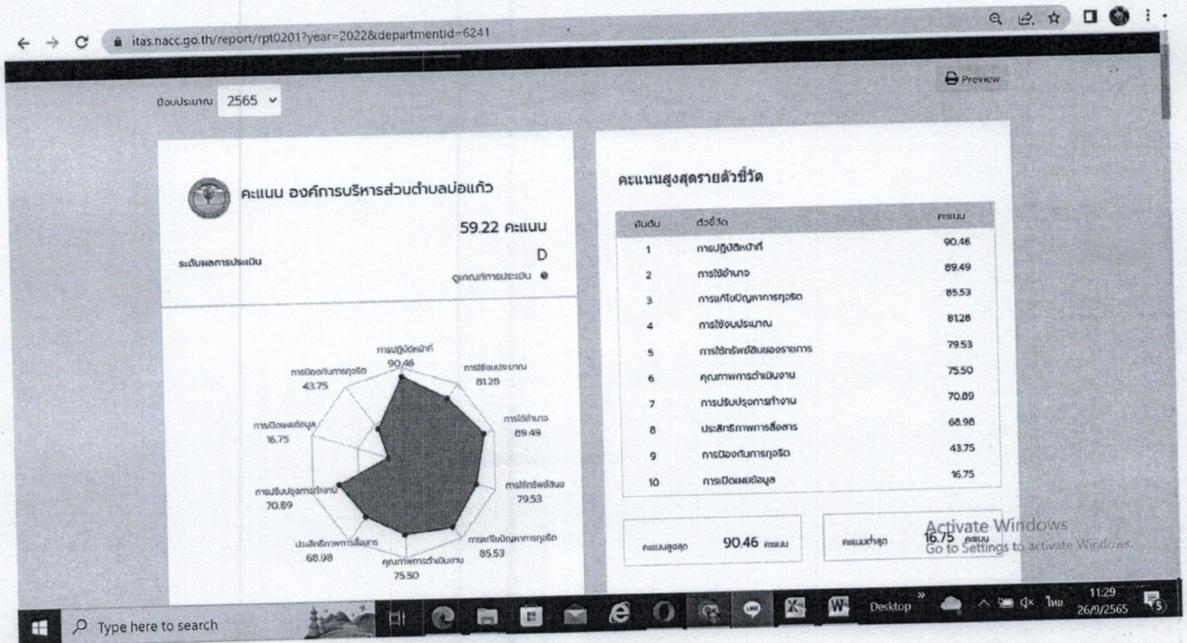 itas.nacc.go.th/report/rpt0201?year=2022&departmentId=6241
Preview
ปีงบประมาณ 2565
คะแนน องค์การบริหารส่วนตำบลบ่อแก้ว
59.22 คะแนน
ระดับผลการประเมิน
D
ดูเกณฑ์การประเมิน
การปฏิบัติหน้าที่
90.46
การใช้งบประมาณ
81.28
การใช้อำนาจ
89.49
การใช้ทรัพย์สินข
79.53
การแก้ไขปัญหาการทุจริต
85.53
คุณภาพการดำเนินงาน
75.50
ประสิทธิภาพการสื่อสาร
68.98
การปรับปรุงการทำงาน
70.89
การเปิดเผยข้อมูล
16.75
การป้องกันการทุจริต
43.75
คะแนนสูงสุดรายตัวชี้วัด
อันดับ ตัวชี้วัด คะแนน
1 การปฏิบัติหน้าที่ 90.46
2 การใช้อำนาจ 89.49
3 การแก้ไขปัญหาการทุจริต 85.53
4 การใช้งบประมาณ 81.28
5 การใช้ทรัพย์สินของราชการ 79.53
6 คุณภาพการดำเนินงาน 75.50
7 การปรับปรุงการทำงาน 70.89
8 ประสิทธิภาพการสื่อสาร 68.98
9 การป้องกันการทุจริต 43.75
10 การเปิดเผยข้อมูล 16.75
คะแนนสูงสุด 90.46 คะแนน
คะแนนต่ำสุด 16.75 คะแนน
Activate Windows
Go to Settings to activate Windows.
Type here to search
LINE
Desktop
ไทย
11:29
26/9/2565
5